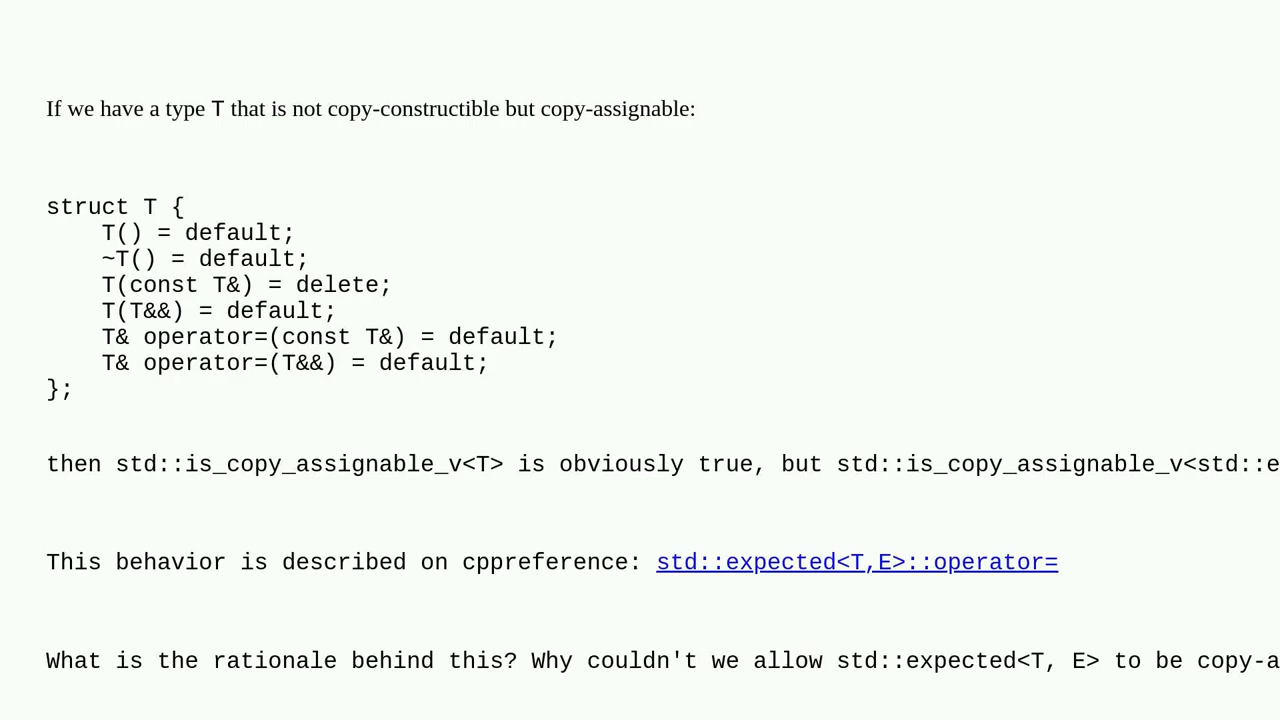 If we have a type T that is not copy-constructible but copy-assignable:
struct T {
    T() = default;
    ~T() = default;
    T(const T&) = delete;
    T(T&&) = default;
    T& operator=(const T&) = default;
    T& operator=(T&&) = default;
};
then std::is_copy_assignable_v<T> is obviously true, but std::is_copy_assignable_v<std::e
This behavior is described on cppreference: std::expected<T,E>::operator=
What is the rationale behind this? Why couldn't we allow std::expected<T, E> to be copy-a